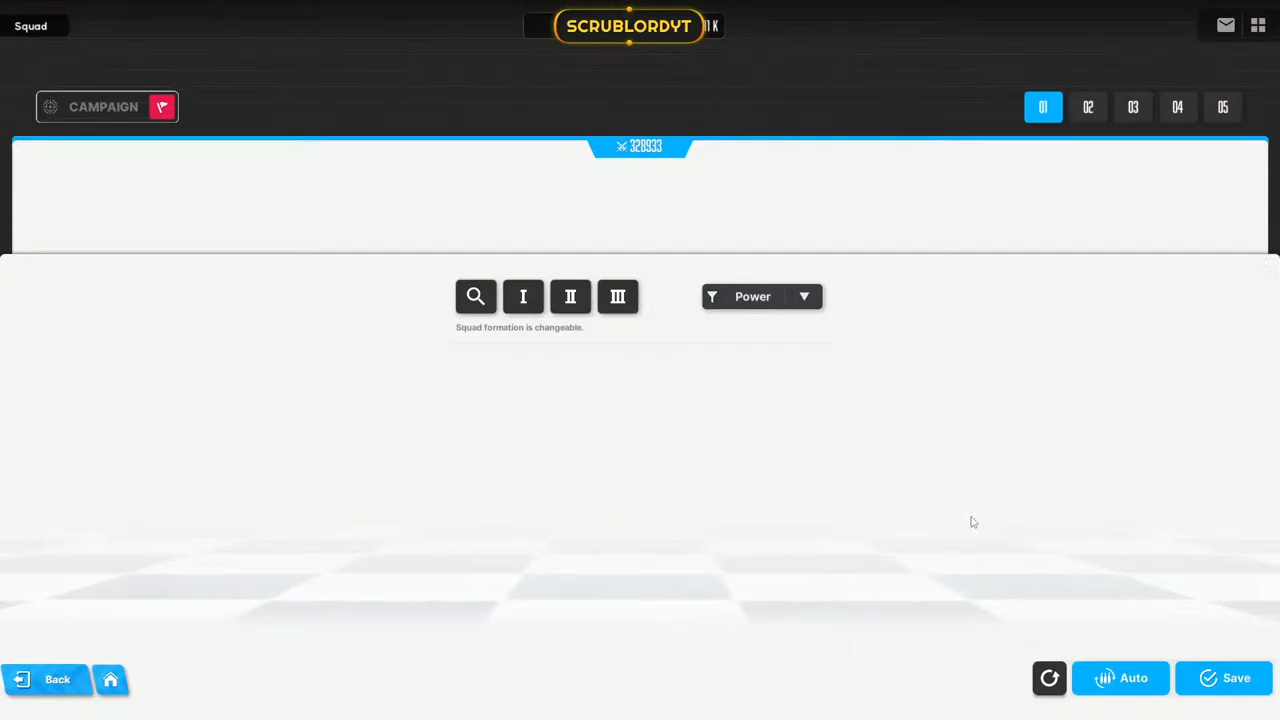 Squad
SCRUBLORDYT
K
CAMPAIGN
01 02 03 04 05
328933
I II III
Power
Squad formation is changeable.
Back
Auto
Save